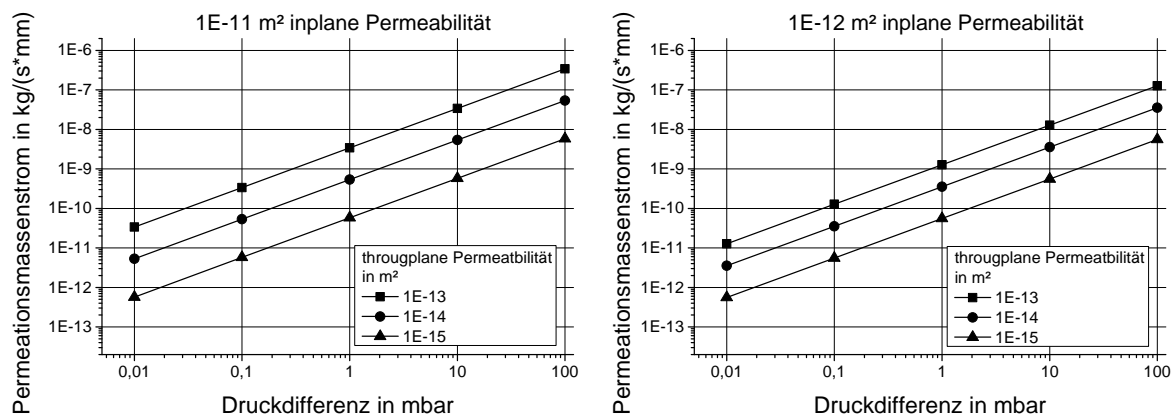 1E-11 m² inplane Permeabilität
Permeationsmassenstrom in kg/(s*mm)
1E-6
1E-7
1E-8
1E-9
1E-10
1E-11
1E-12
1E-13
througplane Permeatbilität
in m²
1E-13
1E-14
1E-15
0,01
0,1
1
10
100
Druckdifferenz in mbar
1E-12 m² inplane Permeabilität
Permeationsmassenstrom in kg/(s*mm)
1E-6
1E-7
1E-8
1E-9
1E-10
1E-11
1E-12
1E-13
througplane Permeatbilität
in m²
1E-13
1E-14
1E-15
0,01
0,1
1
10
100
Druckdifferenz in mbar